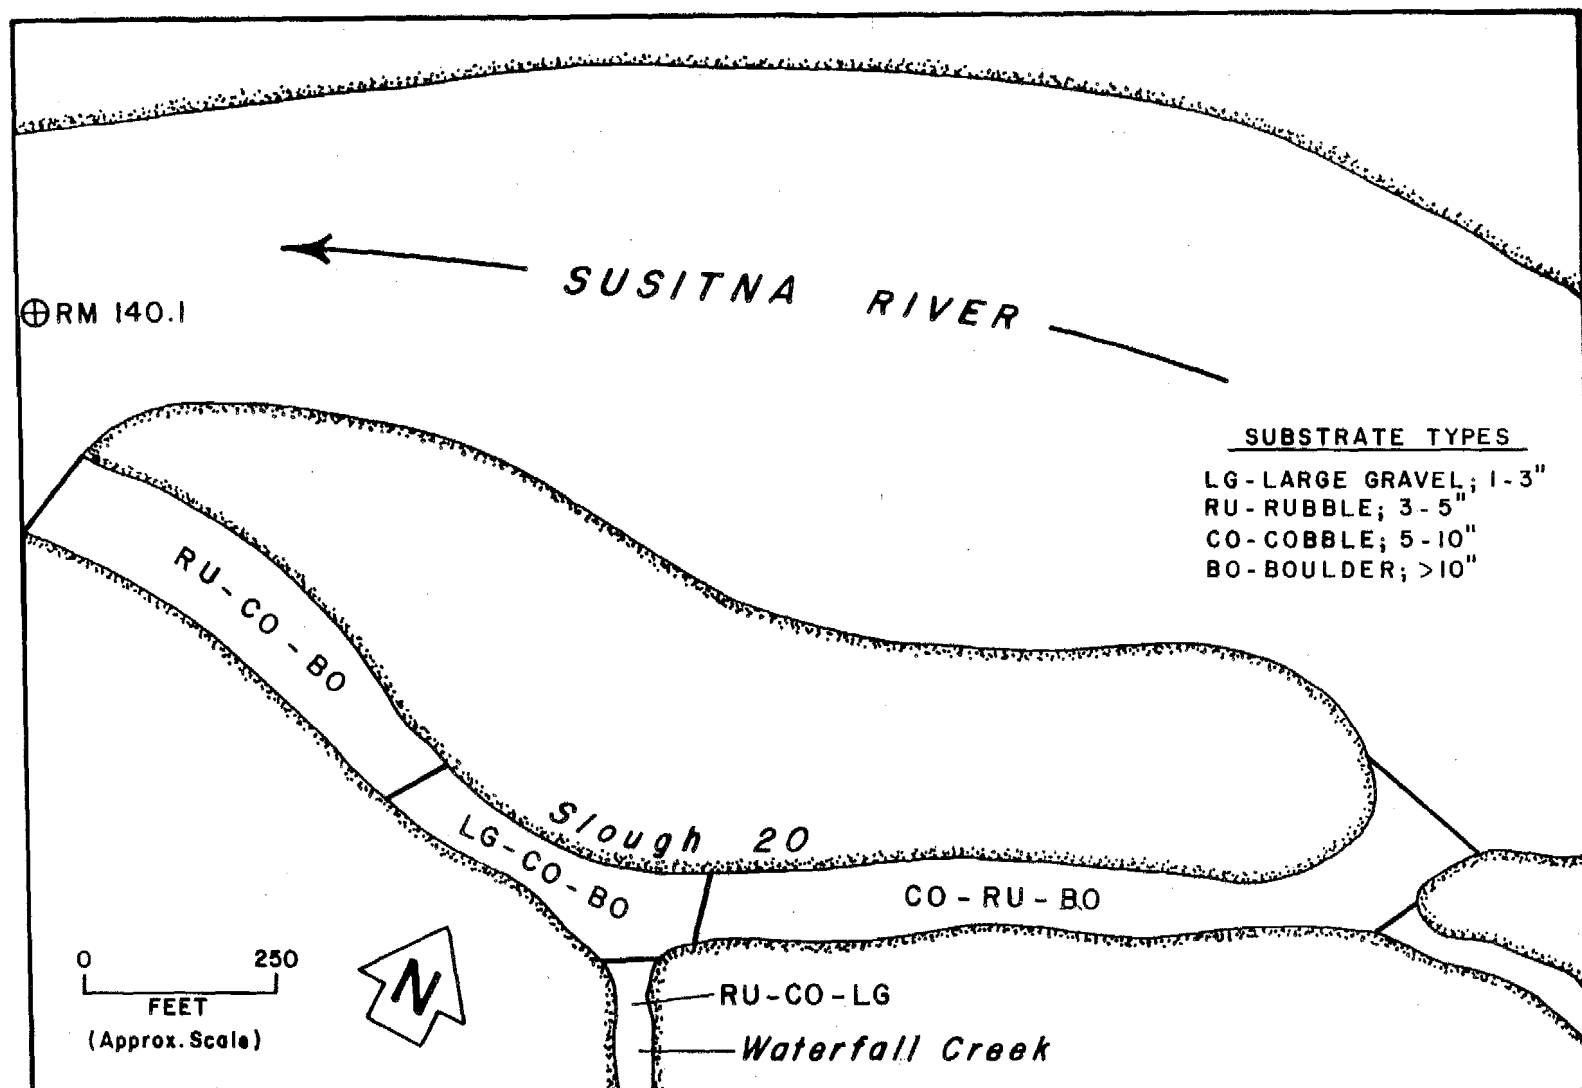 SUSITNA RIVER
RM 140.1
SUBSTRATE TYPES
LG-LARGE GRAVEL; 1-3"
RU-RUBBLE; 3-5"
CO-COBBLE; 5-10"
BO-BOULDER; >10"
RU-CO-BO
Slough 20
LG-CO-BO
CO-RU-BO
0 250
FEET
(Approx. Scale)
N
RU-CO-LG
Waterfall Creek